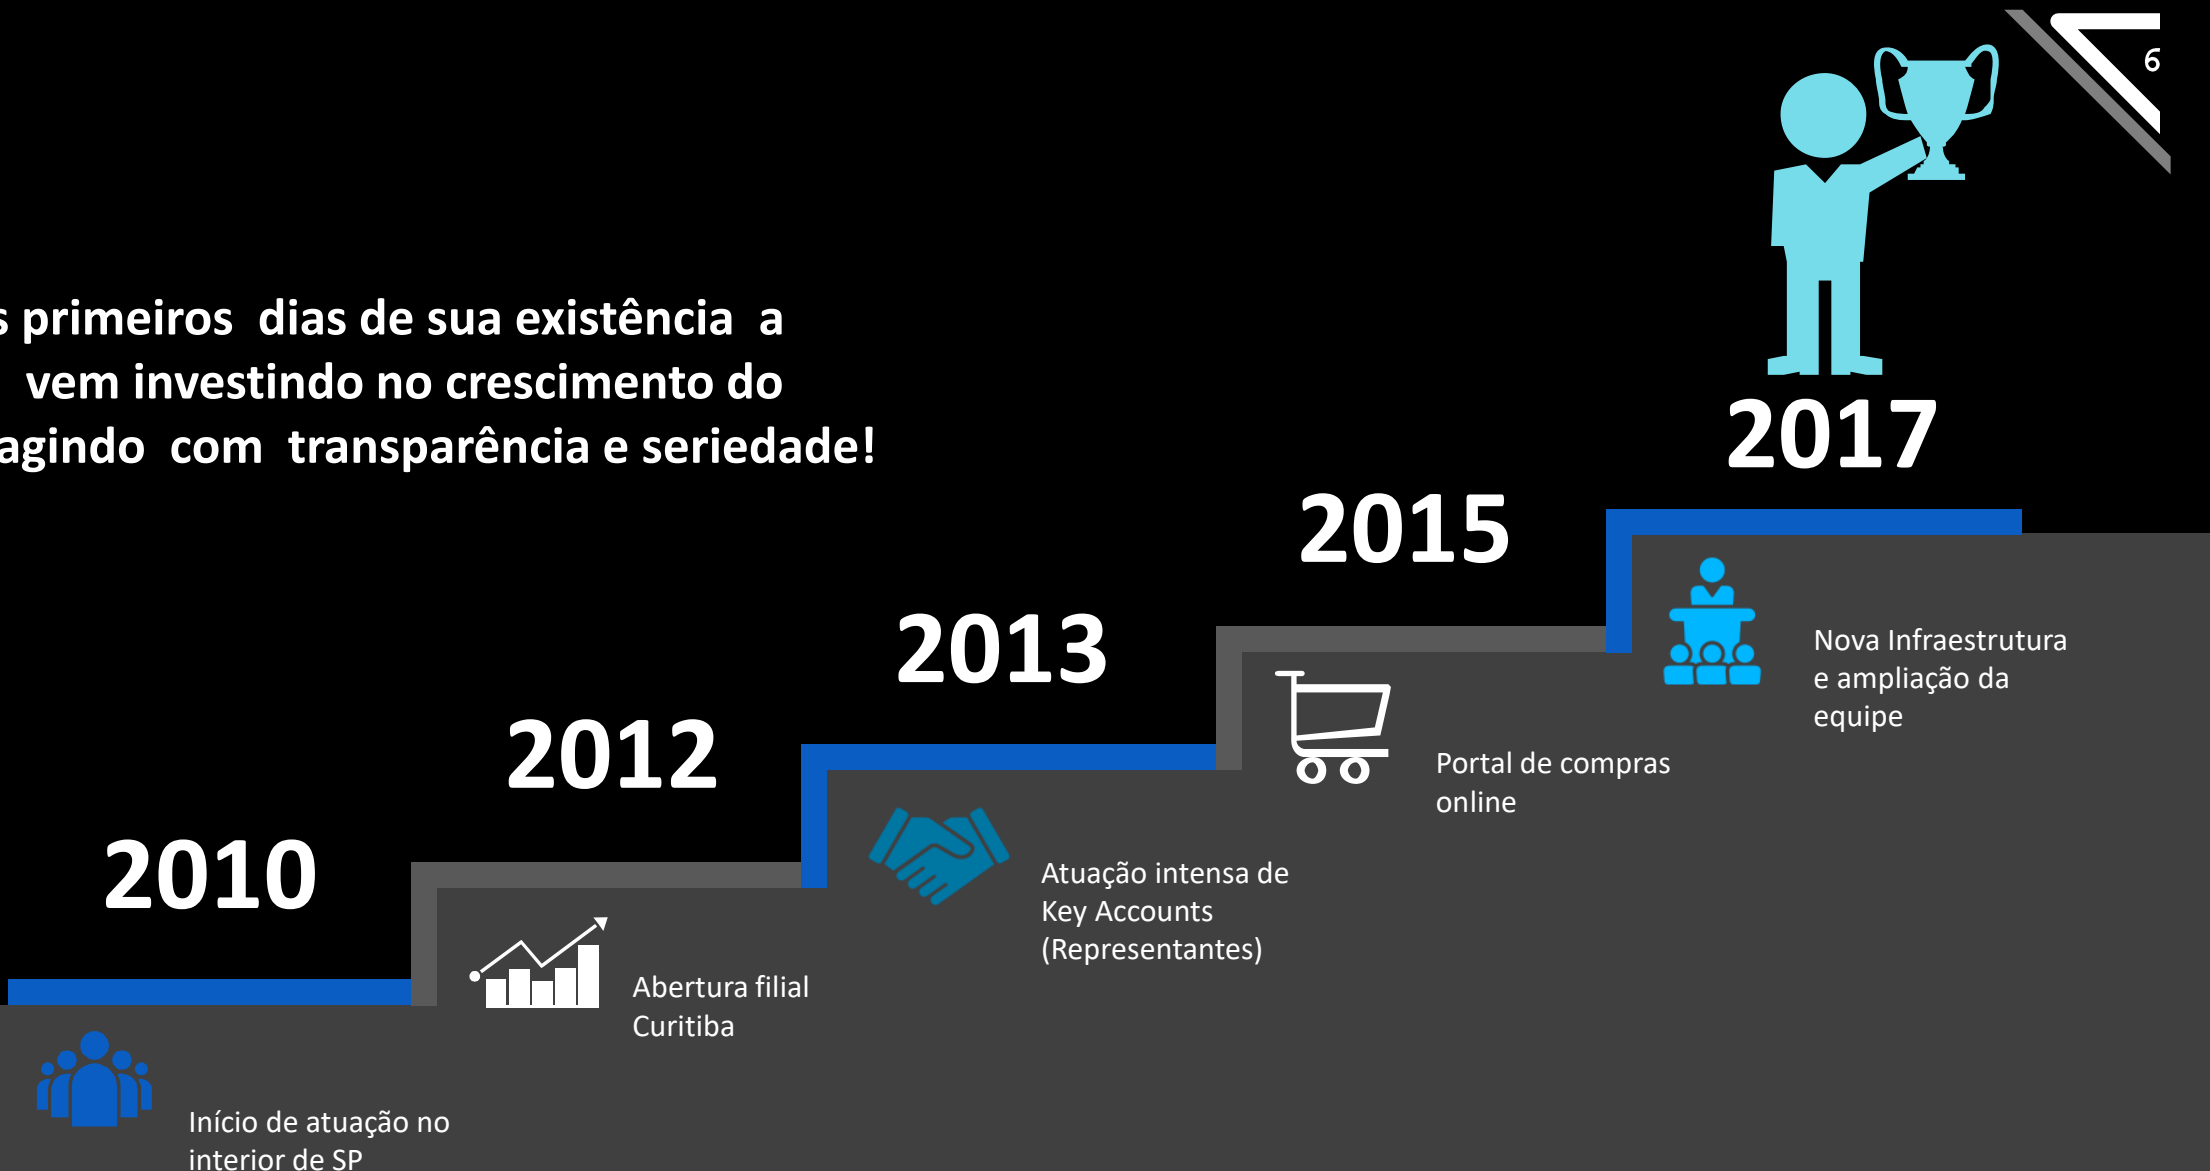 6
primeiros dias de sua existência a
vem investindo no crescimento do
agindo com transparência e seriedade!
2017
2015
2013
2012
2010
Nova Infraestrutura
e ampliação da
equipe
Portal de compras
online
Atuação intensa de
Key Accounts
(Representantes)
Abertura filial
Curitiba
Início de atuação no
interior de SP